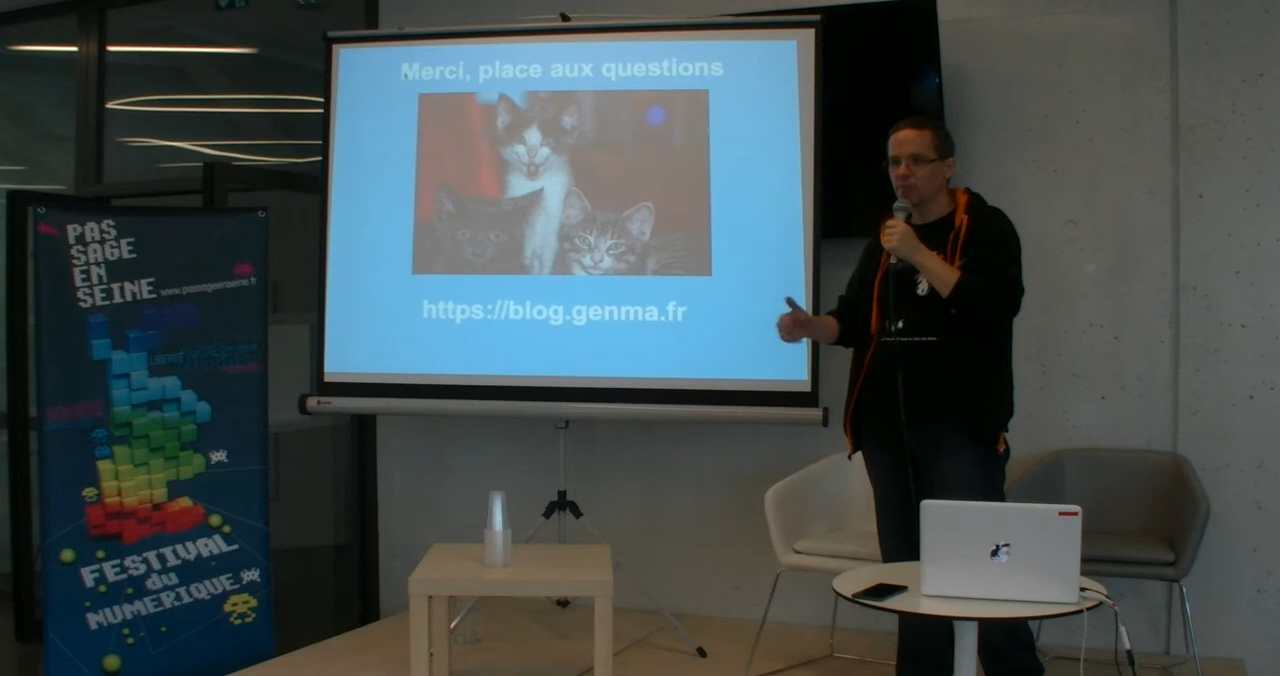 Merci, place aux questions
https://blog.genma.fr
PAS
SAGE
EN
SEINE www.passageenseine.fr
FESTIVAL
du
NUMERIQUE